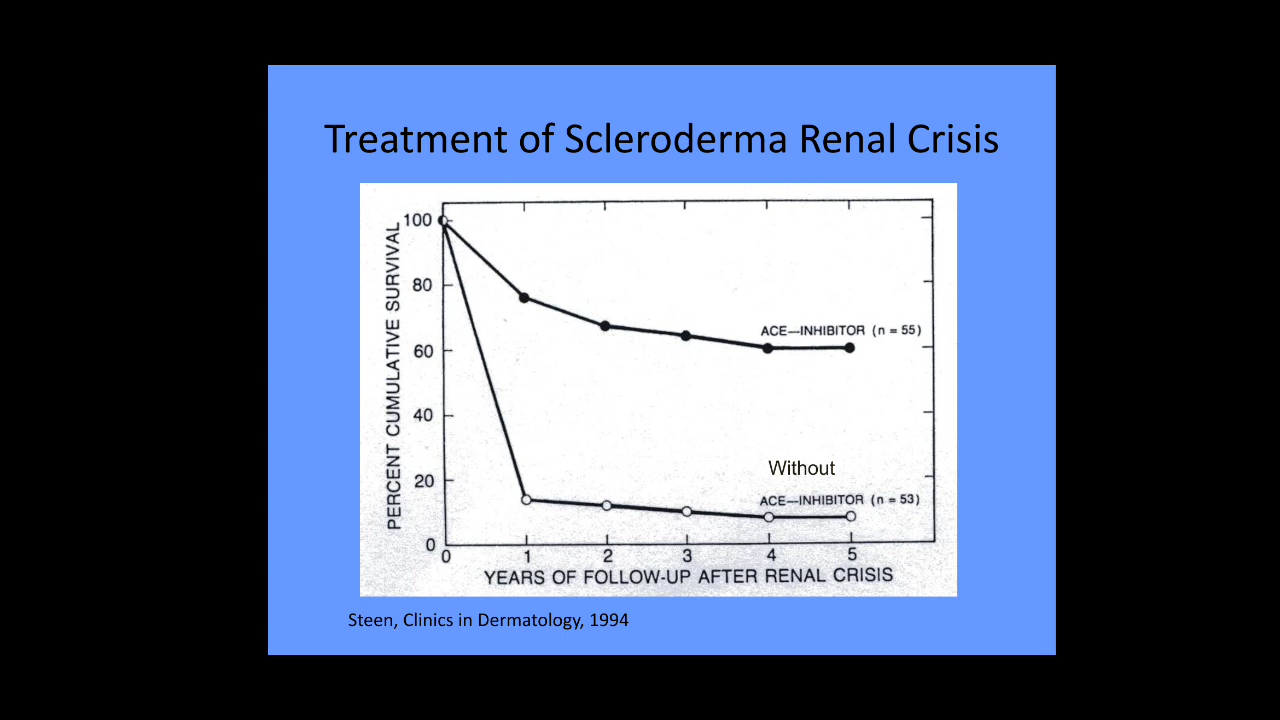 Treatment of Scleroderma Renal Crisis
PERCENT CUMULATIVE SURVIVAL
100
80
60
40
20
0
ACE—INHIBITOR (n = 55)
Without
ACE—INHIBITOR (n = 53)
0 1 2 3 4 5
YEARS OF FOLLOW-UP AFTER RENAL CRISIS
Steen, Clinics in Dermatology, 1994